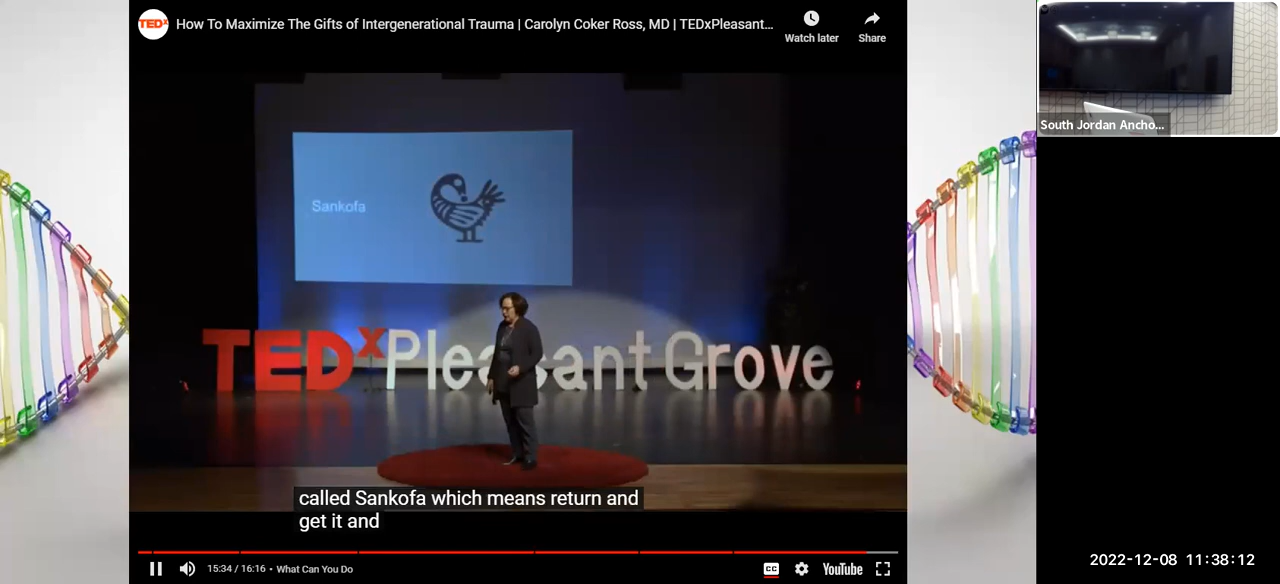 TEDx
How To Maximize The Gifts of Intergenerational Trauma | Carolyn Coker Ross, MD | TEDxPleasant...
Watch later
Share
South Jordan Ancho...
Sankofa
TEDxPleasant Grove
called Sankofa which means return and
get it and
15:34 / 16:16 • What Can You Do
CC
YouTube
2022-12-08 11:38:12